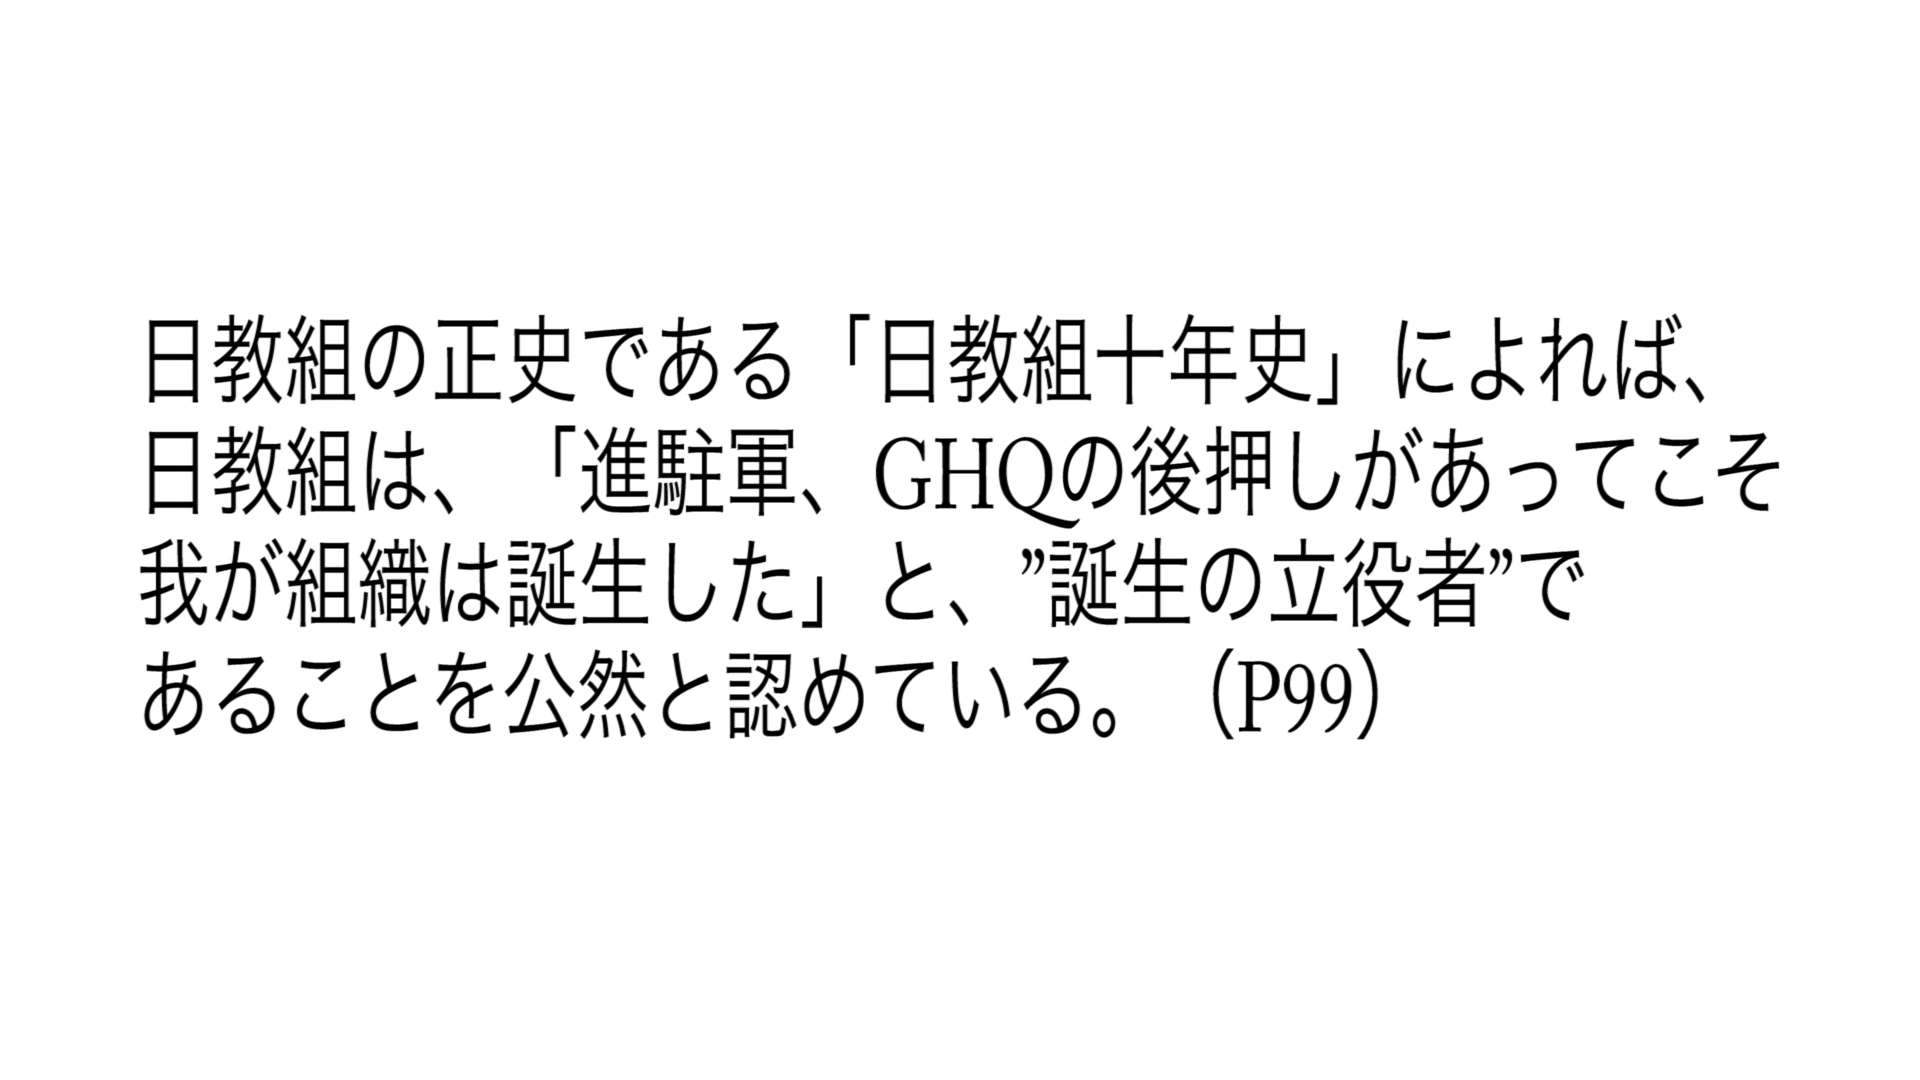 日教組の正史である「日教組十年史」によれば、
日教組は、「進駐軍、GHQの後押しがあってこそ
我が組織は誕生した」と、”誕生の立役者”で
あることを公然と認めている。（P99）